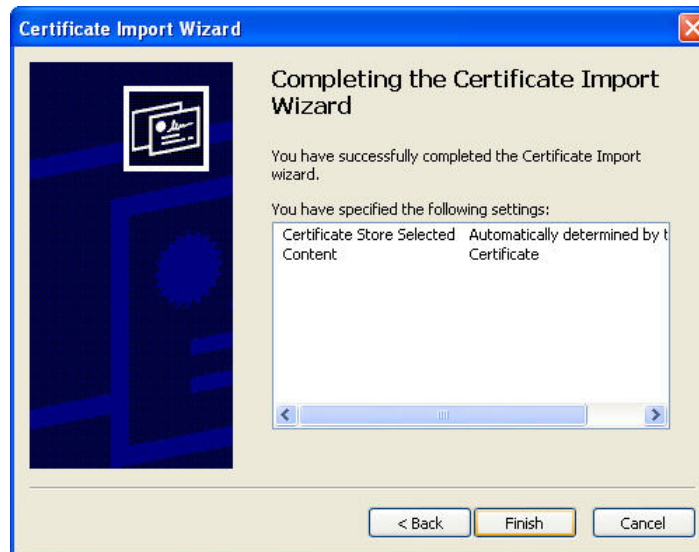 Certificate Import Wizard
Completing the Certificate Import
Wizard
You have successfully completed the Certificate Import
wizard.
You have specified the following settings:
Certificate Store Selected Automatically determined by t
Content Certificate
< Back Finish Cancel